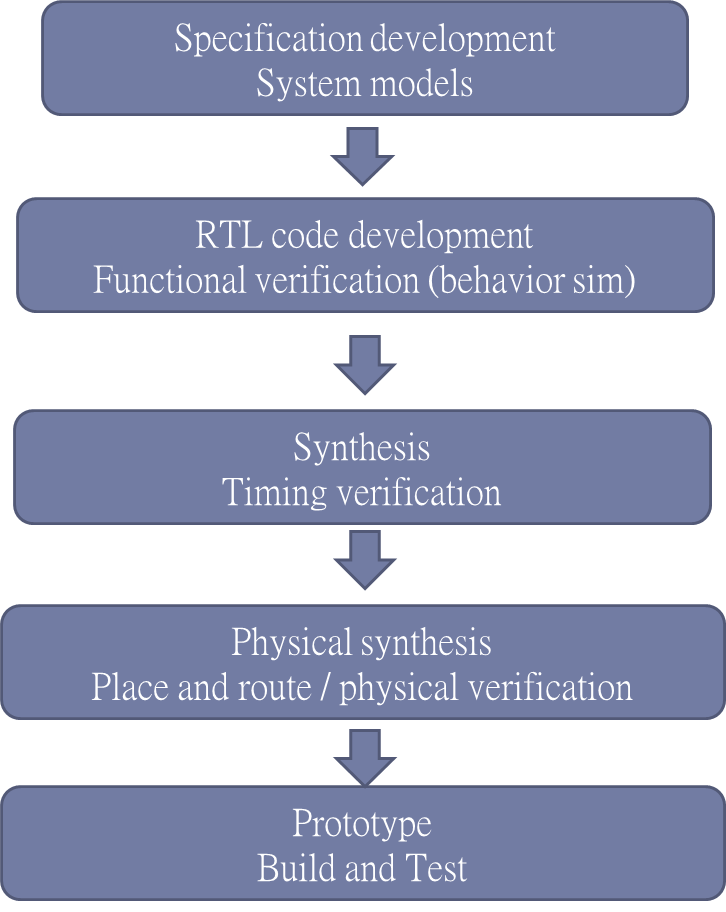 Specification development
System models
RTL code development
Functional verification (behavior sim)
Synthesis
Timing verification
Physical synthesis
Place and route / physical verification
Prototype
Build and Test